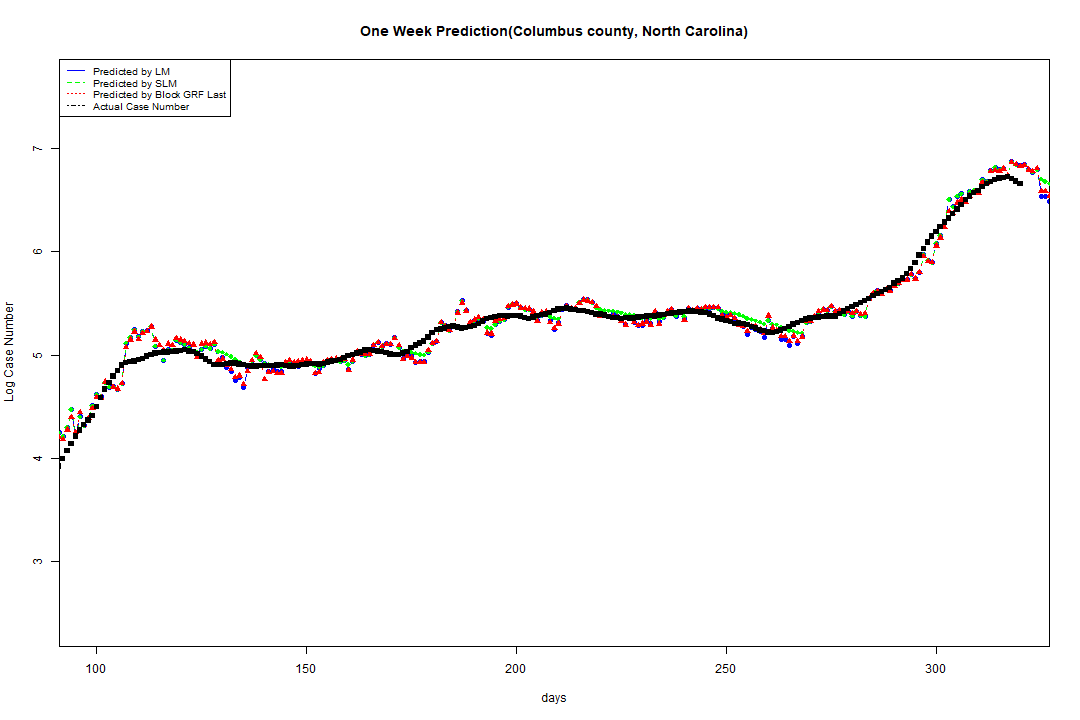 One Week Prediction(Columbus county, North Carolina)
Predicted by LM
Predicted by SLM
Predicted by Block GRF Last
Actual Case Number
7
6
5
4
3
Log Case Number
100 150 200 250 300
days